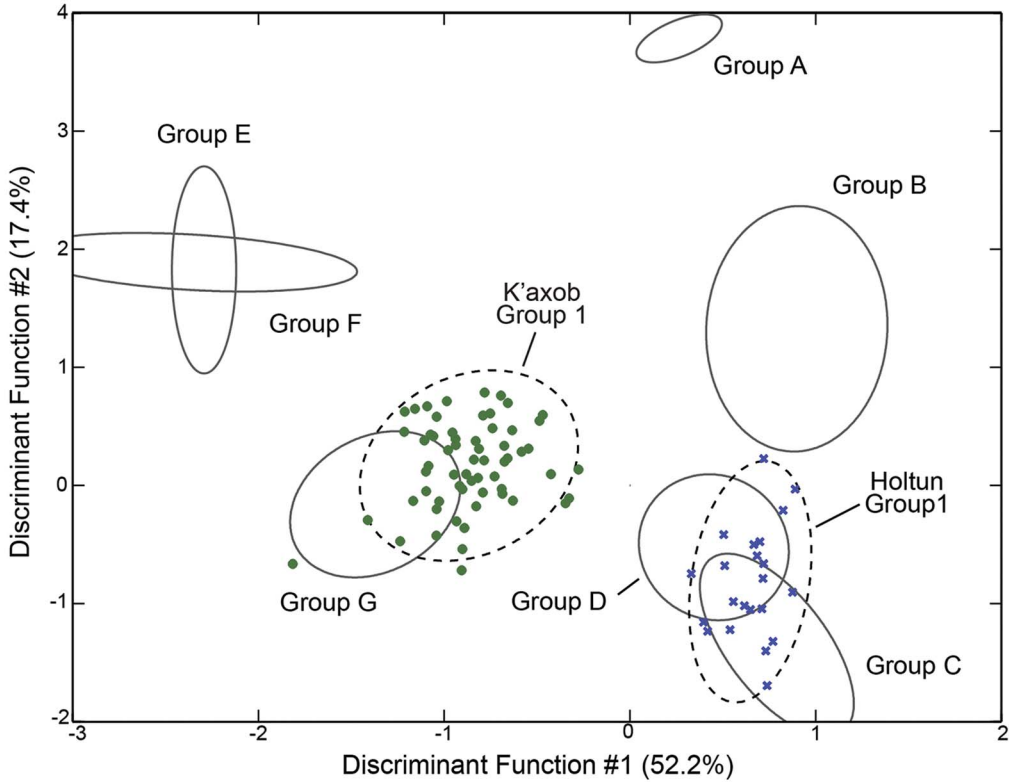 4
3
2
1
0
-1
-2
-3
-2
-1
0
1
2
Discriminant Function #2 (17.4%)
Discriminant Function #1 (52.2%)
Group A
Group E
Group B
K'axob
Group 1
Group F
Holtun
Group1
Group G
Group D
Group C